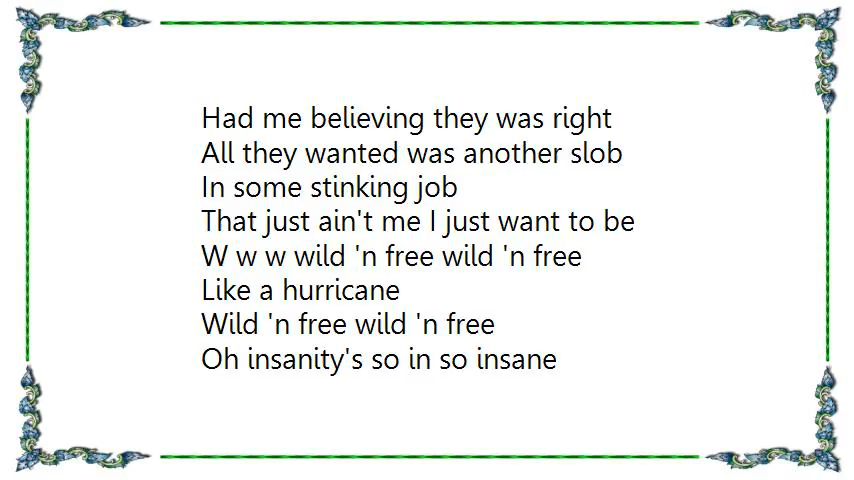 Had me believing they was right
All they wanted was another slob
In some stinking job
That just ain't me I just want to be
W w w wild 'n free wild 'n free
Like a hurricane
Wild 'n free wild 'n free
Oh insanity's so in so insane